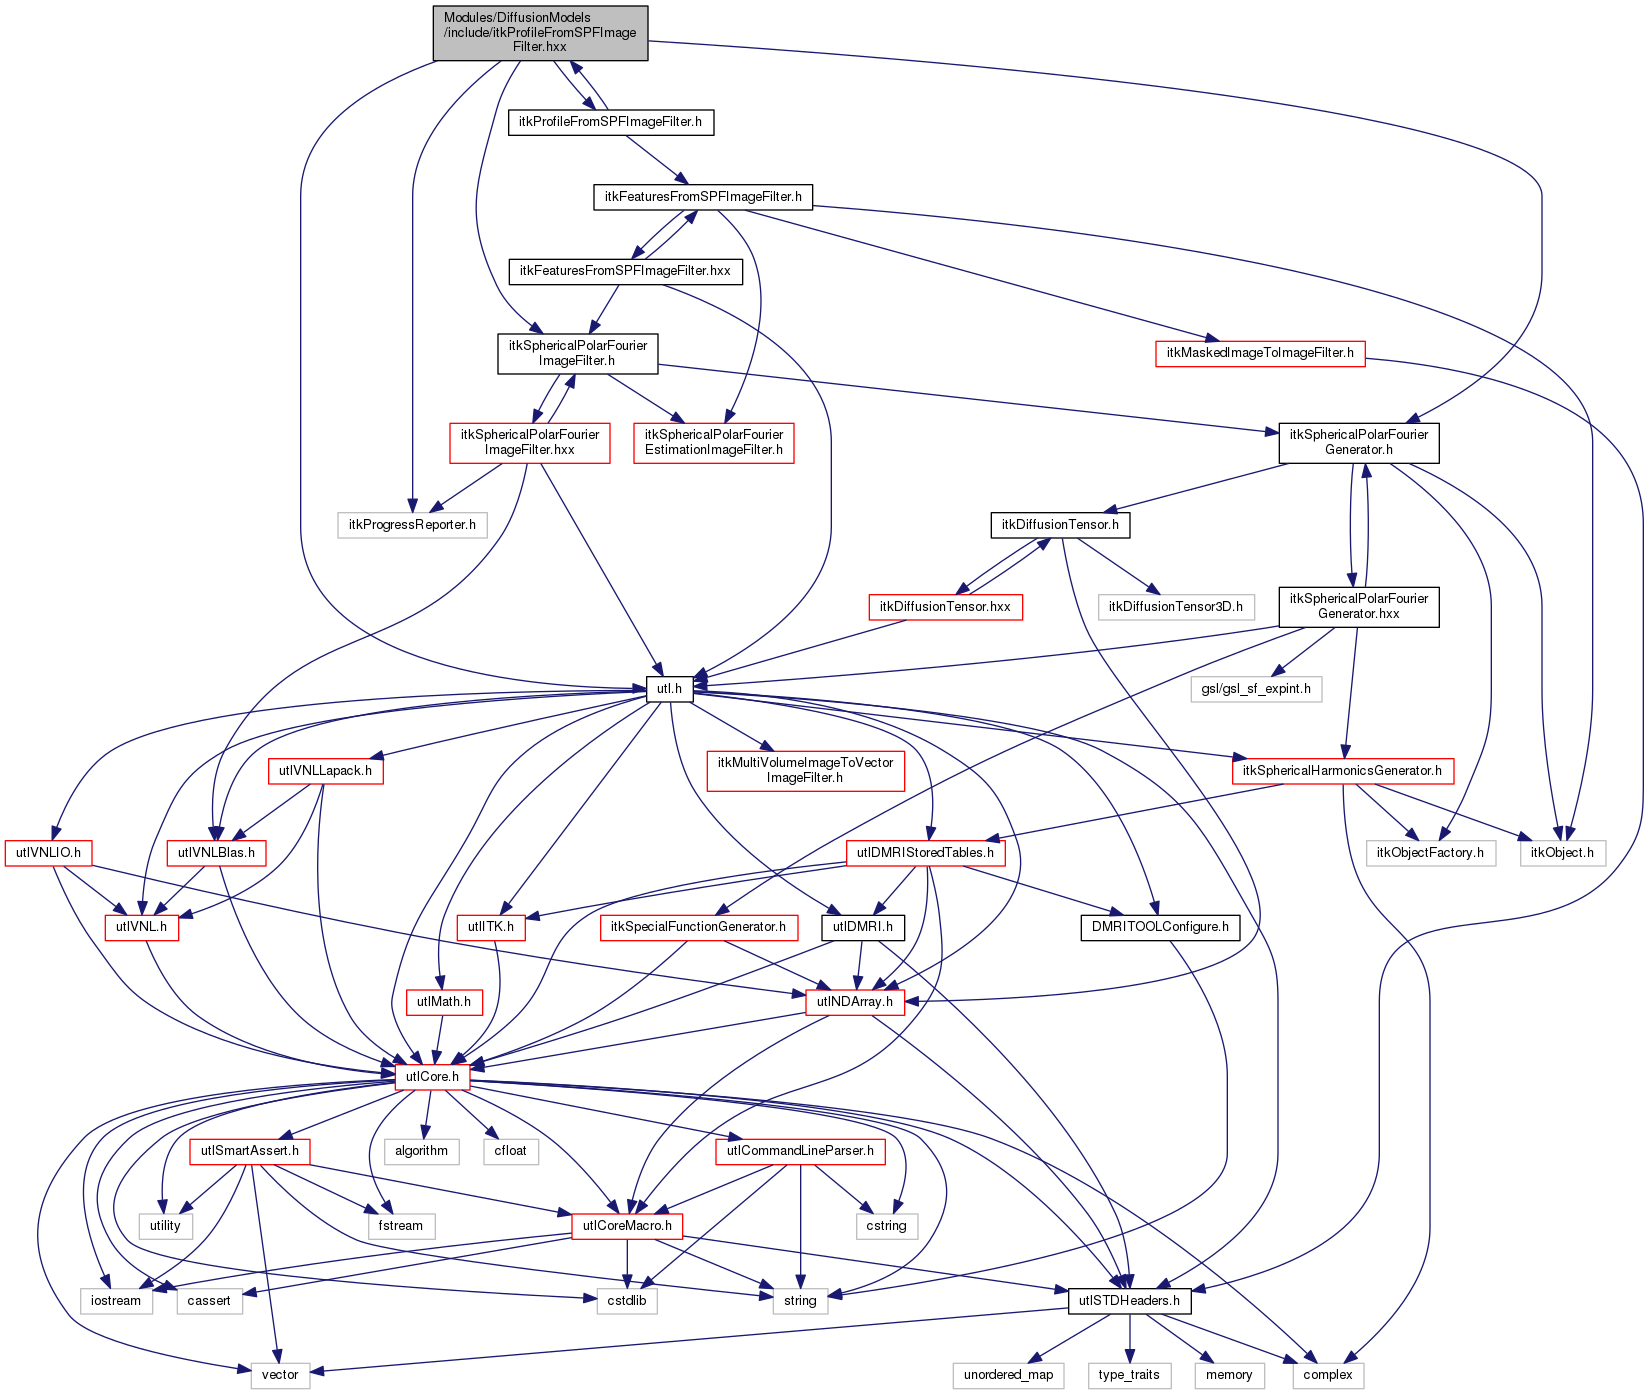 Modules/DiffusionModels
/include/itkProfileFromSPFImage
Filter.hxx
itkProfileFromSPFImageFilter.h
itkFeaturesFromSPFImageFilter.h
itkFeaturesFromSPFImageFilter.hxx
itkSphericalPolarFourier
ImageFilter.h
itkMaskedImageToImageFilter.h
itkSphericalPolarFourier
ImageFilter.hxx
itkSphericalPolarFourier
EstimationImageFilter.h
itkSphericalPolarFourier
Generator.h
itkProgressReporter.h
itkDiffusionTensor.h
itkDiffusionTensor.hxx
itkDiffusionTensor3D.h
itkSphericalPolarFourier
Generator.hxx
utl.h
gsl/gsl_sf_expint.h
utlVNLLapack.h
itkMultiVolumeImageToVector
ImageFilter.h
itkSphericalHarmonicsGenerator.h
utlVNLIO.h
utlVNLBlas.h
utlDMRIStoredTables.h
itkObjectFactory.h
itkObject.h
utlVNL.h
utlITK.h
itkSpecialFunctionGenerator.h
utlDMRI.h
DMRITOOLConfigure.h
utlMath.h
utlNDArray.h
utlCore.h
utlSmartAssert.h
algorithm
cfloat
utlCommandLineParser.h
utility
fstream
utlCoreMacro.h
cstring
iostream
cassert
cstdlib
string
utlSTDHeaders.h
vector
unordered_map
type_traits
memory
complex